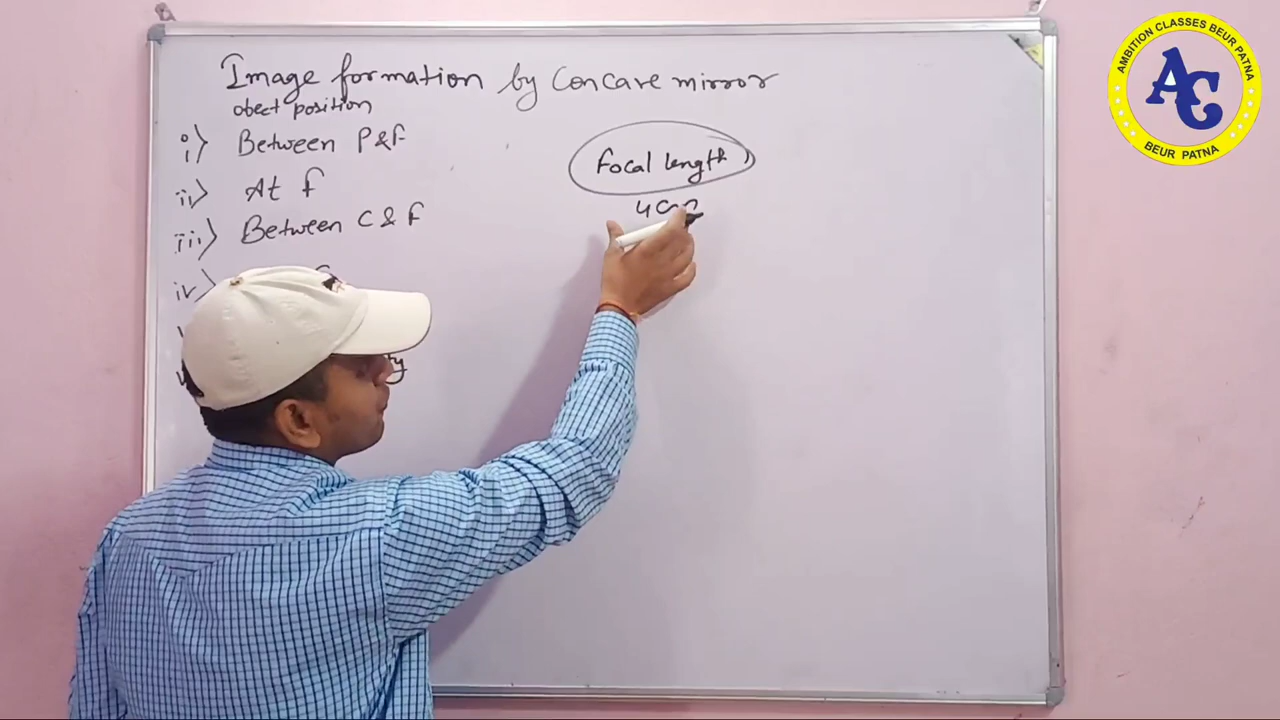 Image formation by Concave mirror
obect position
i) Between P&F
ii) At f
iii) Between C & F
iv)
Focal length
4cm
AMBITION CLASSES BEUR PATNA
AC
BEUR PATNA